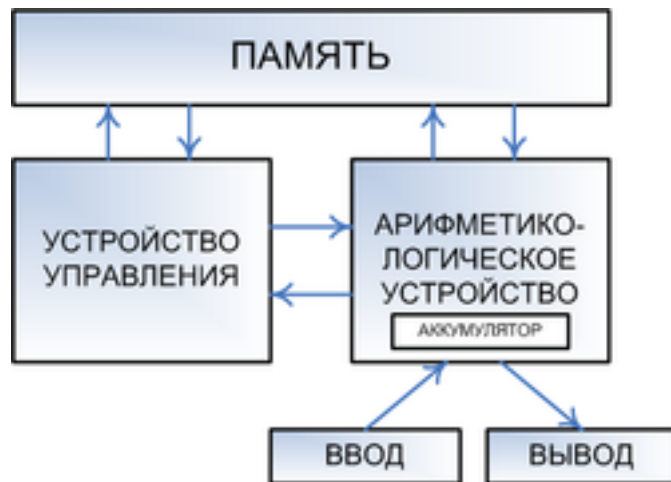 ПАМЯТЬ
УСТРОЙСТВО
УПРАВЛЕНИЯ
АРИФМЕТИКО-
ЛОГИЧЕСКОЕ
УСТРОЙСТВО
АККУМУЛЯТОР
ВВОД
ВЫВОД